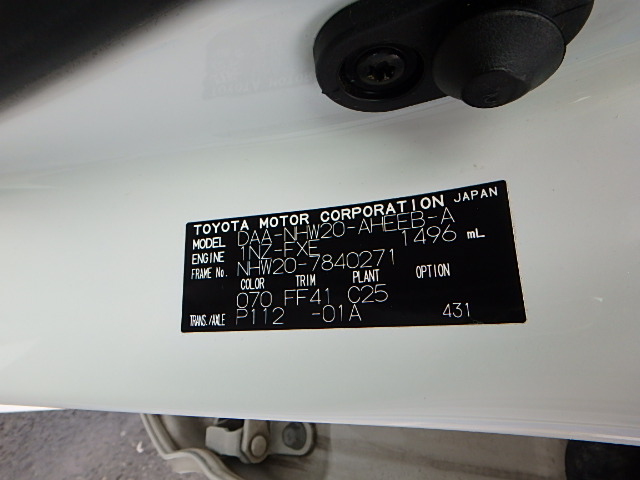 TOYOTA MOTOR CORPORATION JAPAN
MODEL DAA-NHW20-AHEEB-A
ENGINE 1NZ-FXE 1496 mL
FRAME No. NHW20-7840271
COLOR TRIM PLANT OPTION
070 FF41 C25
TRANS./AXLE P112 -01A 431